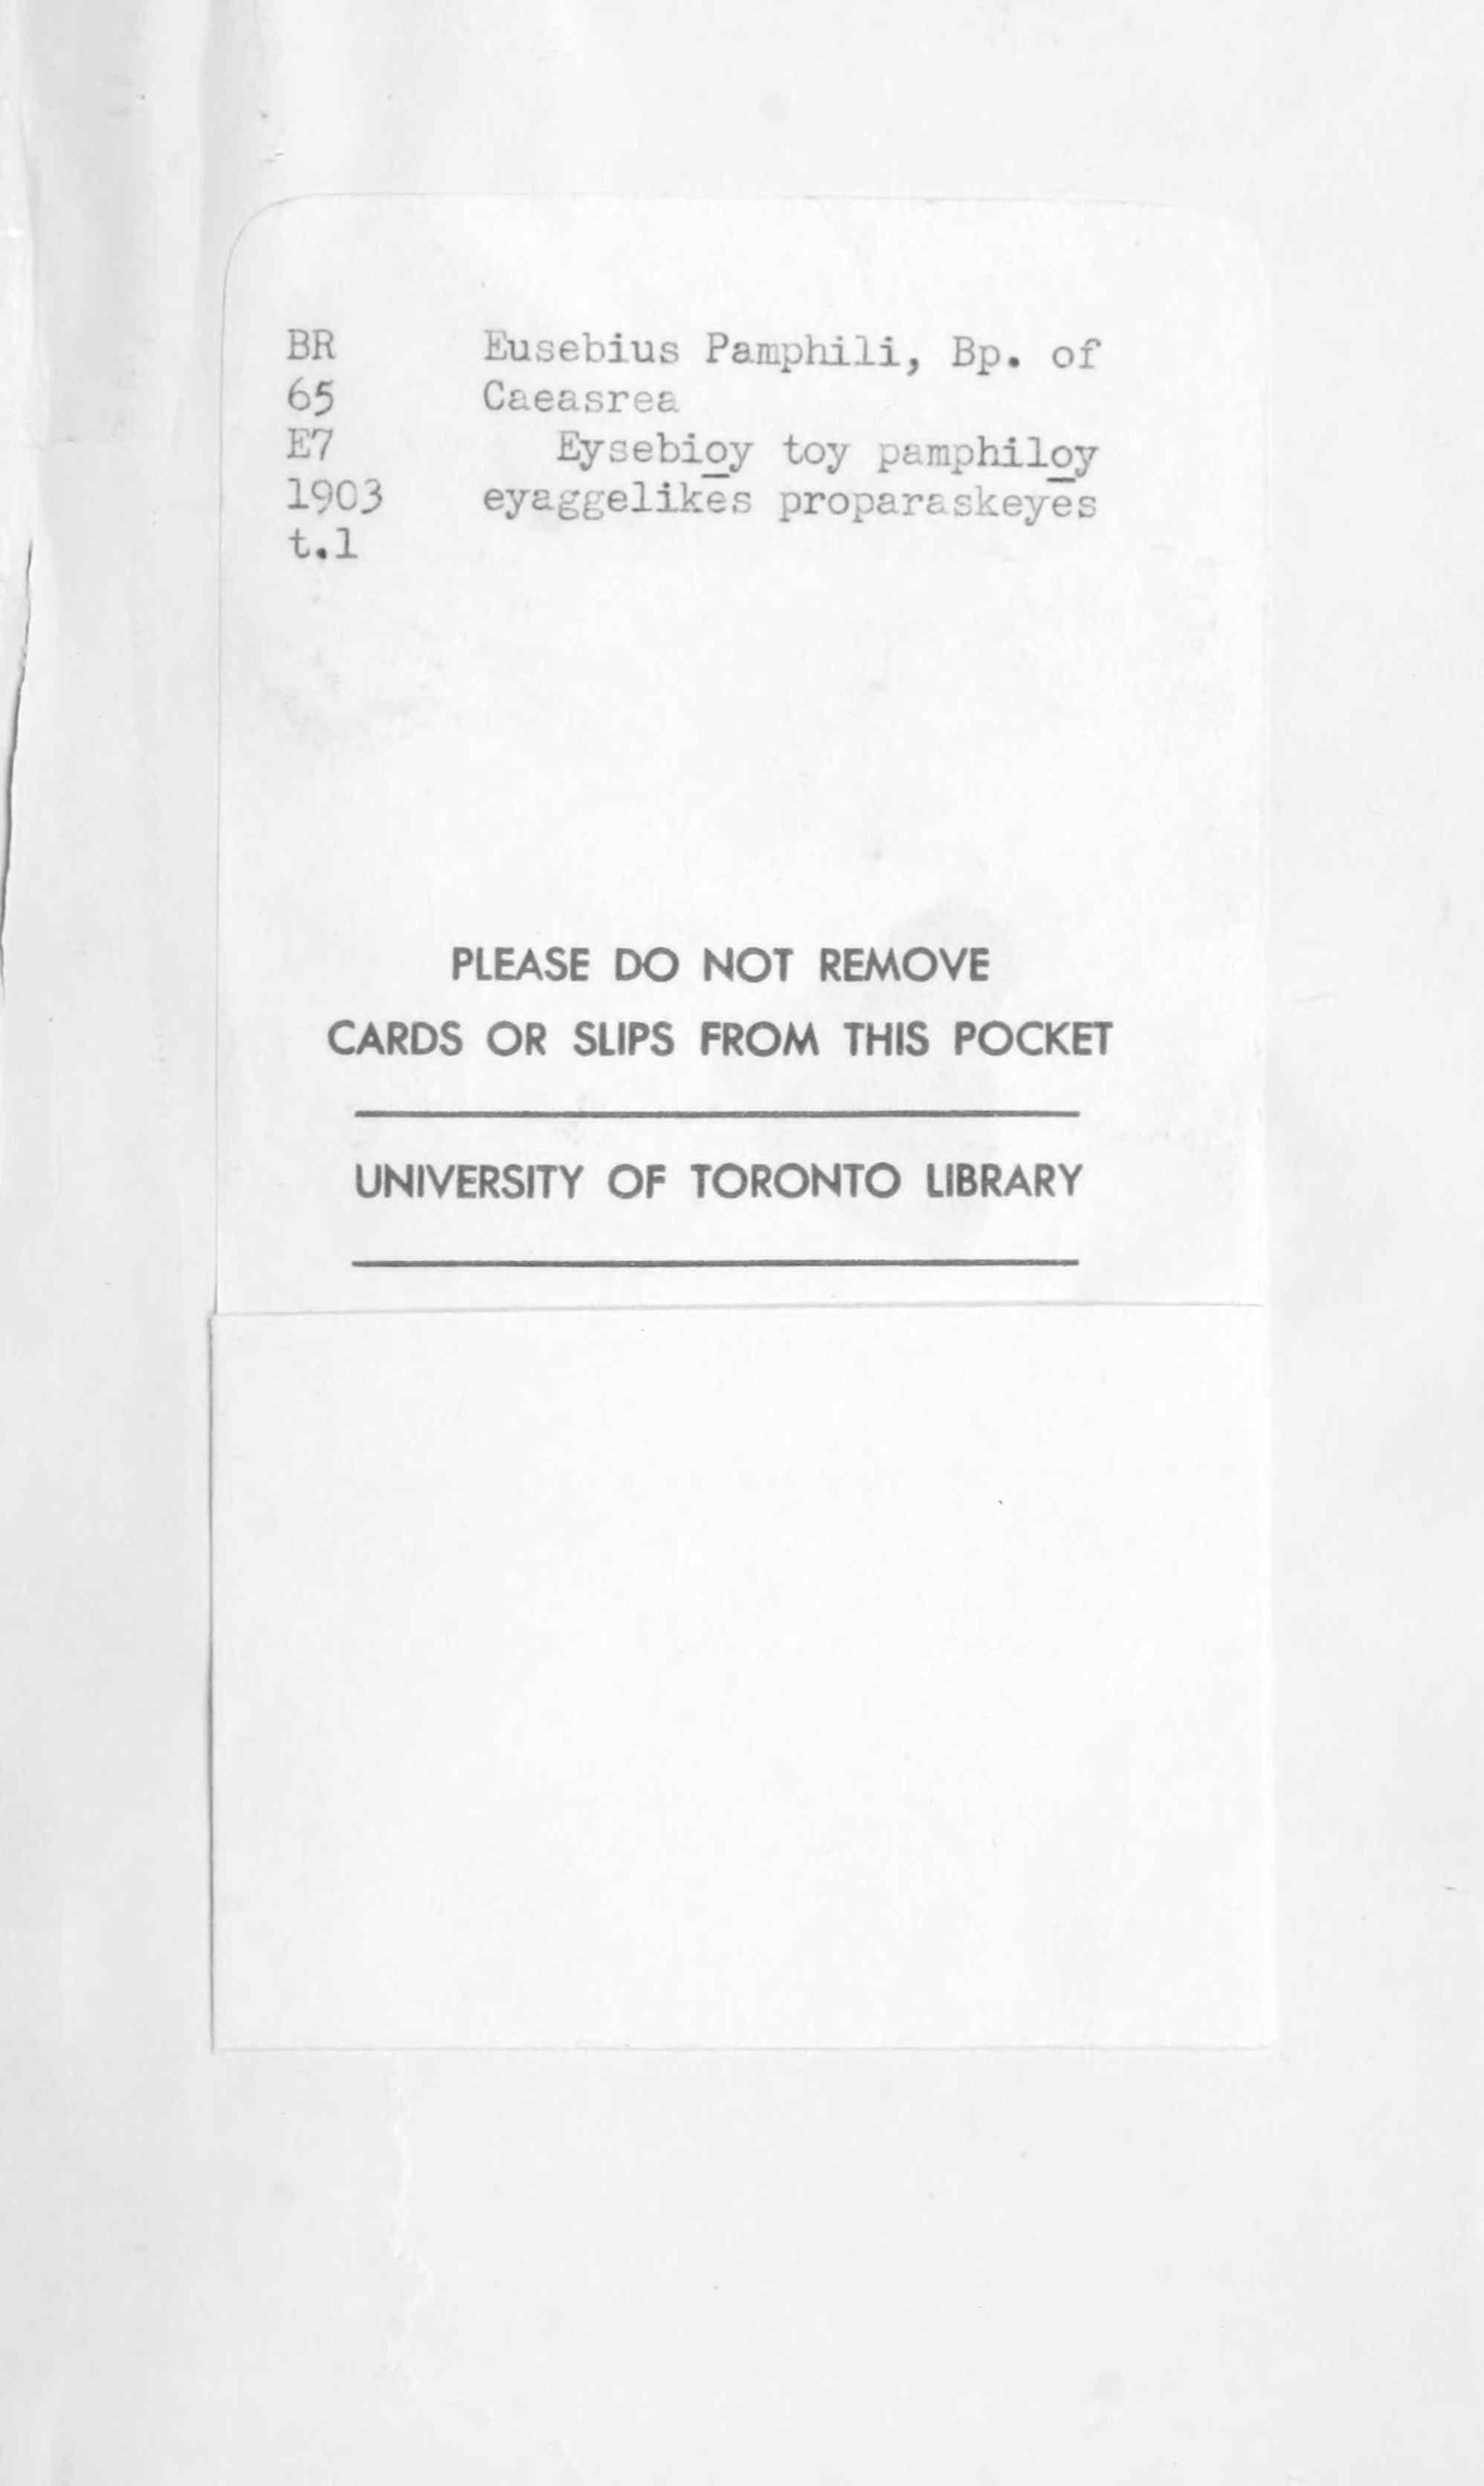 BR Eusebius Pamphili, Bp. of
65 Caeasrea
E7 Eysebioy toy pamphiloy
1903 eyaggelikēs proparaskeyēs
t.1
PLEASE DO NOT REMOVE
CARDS OR SLIPS FROM THIS POCKET
UNIVERSITY OF TORONTO LIBRARY